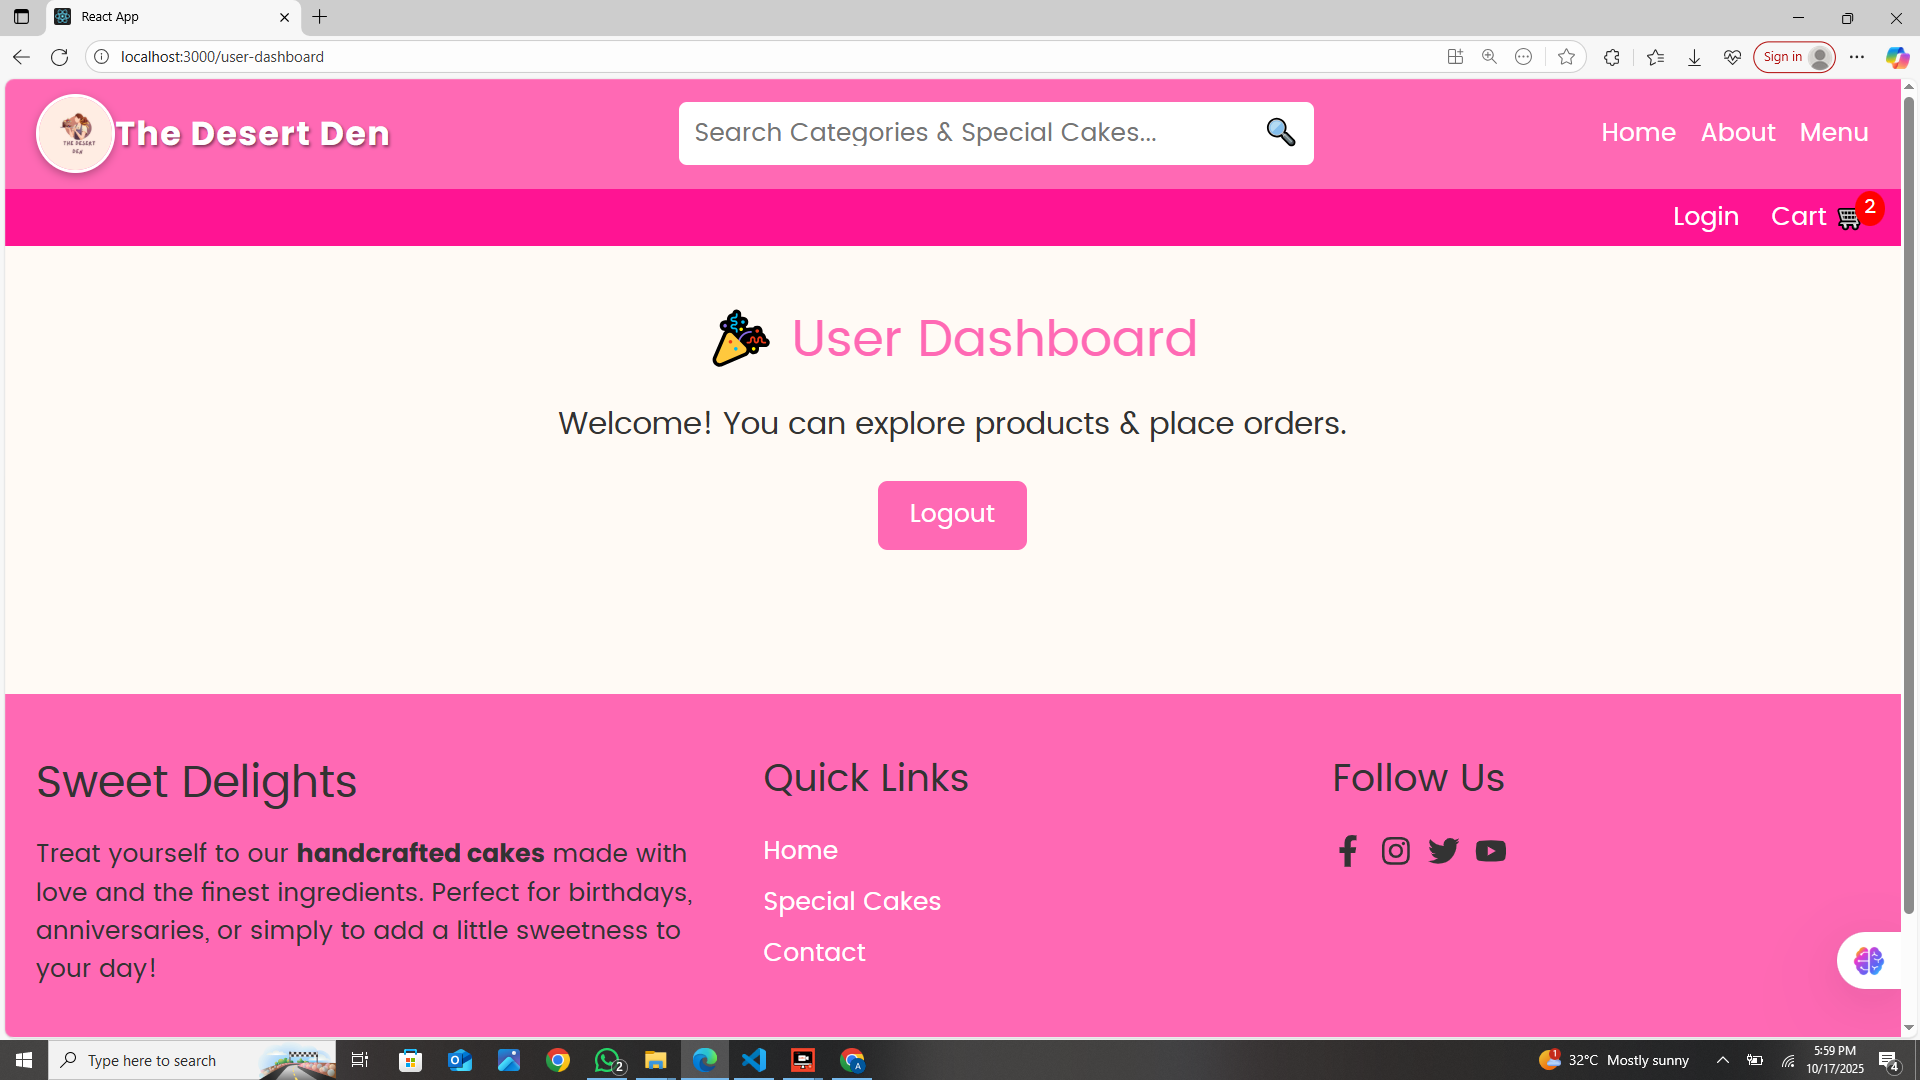 React App
localhost:3000/user-dashboard
Sign in
THE DESERT
DEN
The Desert Den
Search Categories & Special Cakes...
Home
About
Menu
Login
Cart
2
User Dashboard
Welcome! You can explore products & place orders.
Logout
Sweet Delights
Treat yourself to our handcrafted cakes made with
love and the finest ingredients. Perfect for birthdays,
anniversaries, or simply to add a little sweetness to
your day!
Quick Links
Home
Special Cakes
Contact
Follow Us
Type here to search
2
A
1
32°C Mostly sunny
5:59 PM
10/17/2025
4